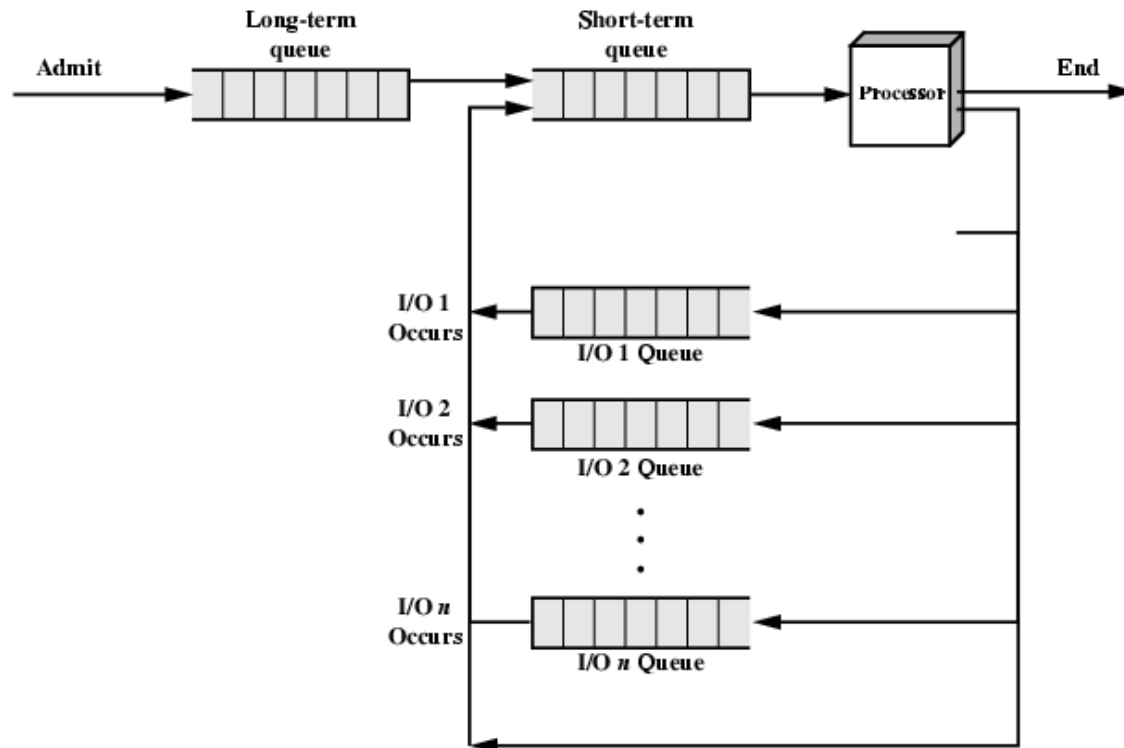 Long-term
queue
Short-term
queue
Admit
Processor
End
I/O 1
Occurs
I/O 1 Queue
I/O 2
Occurs
I/O 2 Queue
I/O n
Occurs
I/O n Queue